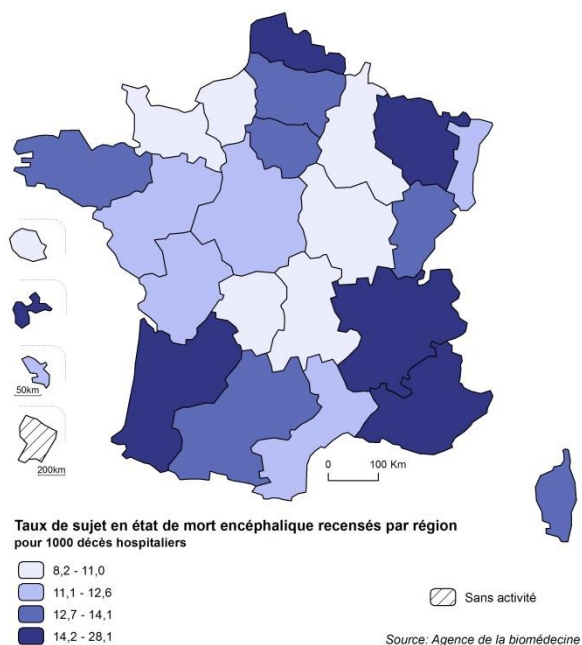 50km
200km
0 100 Km
Taux de sujet en état de mort encéphalique recensés par région
pour 1000 décès hospitaliers
8,2 - 11,0
11,1 - 12,6
12,7 - 14,1
14,2 - 28,1
Sans activité
Source: Agence de la biomédecine